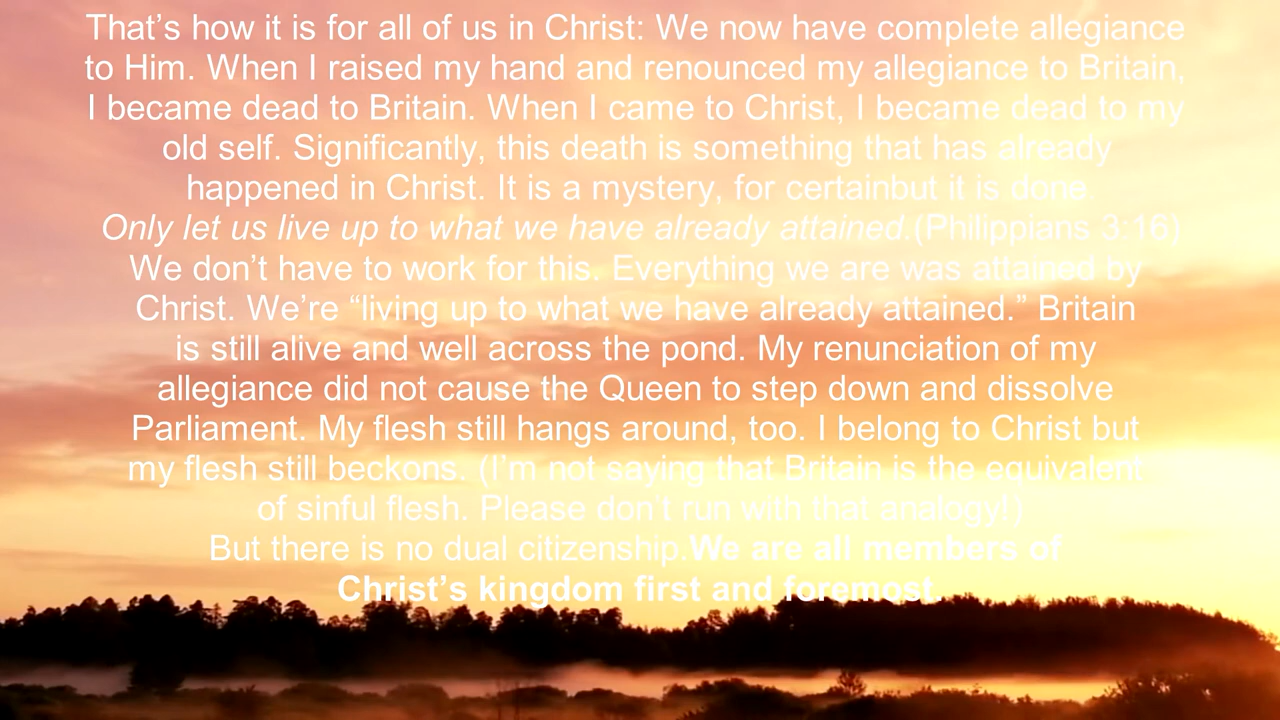 That’s how it is for all of us in Christ: We now have complete allegiance
to Him. When I raised my hand and renounced my allegiance to Britain,
I became dead to Britain. When I came to Christ, I became dead to my
old self. Significantly, this death is something that has already
happened in Christ. It is a mystery, for certainbut it is done.
Only let us live up to what we have already attained.(Philippians 3:16)
We don’t have to work for this. Everything we are was attained by
Christ. We’re “living up to what we have already attained.” Britain
is still alive and well across the pond. My renunciation of my
allegiance did not cause the Queen to step down and dissolve
Parliament. My flesh still hangs around, too. I belong to Christ but
my flesh still beckons. (I’m not saying that Britain is the equivalent
of sinful flesh. Please don’t run with that analogy!)
But there is no dual citizenship.We are all members of
Christ’s kingdom first and foremost.